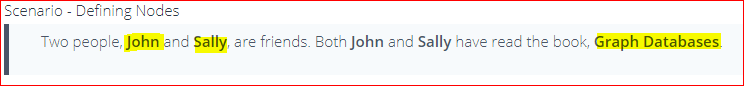 Scenario - Defining Nodes
Two people, John and Sally, are friends. Both John and Sally have read the book, Graph Databases.